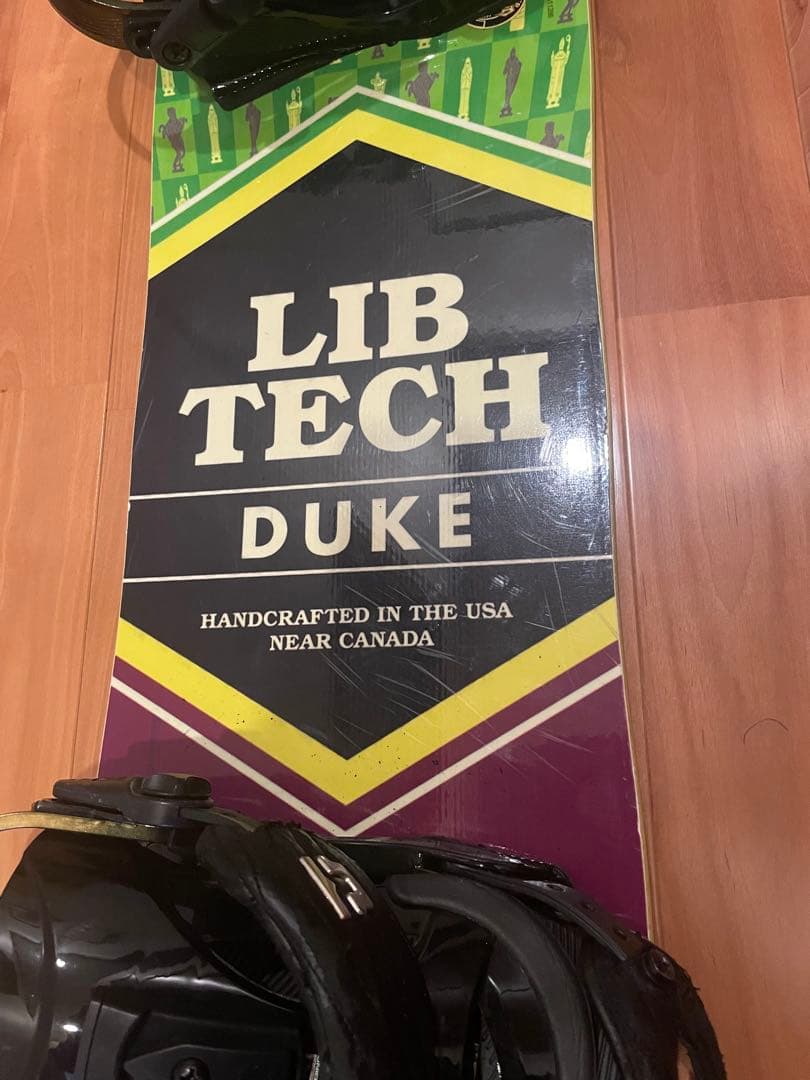 LIB
TECH
DUKE
HANDCRAFTED IN THE USA
NEAR CANADA